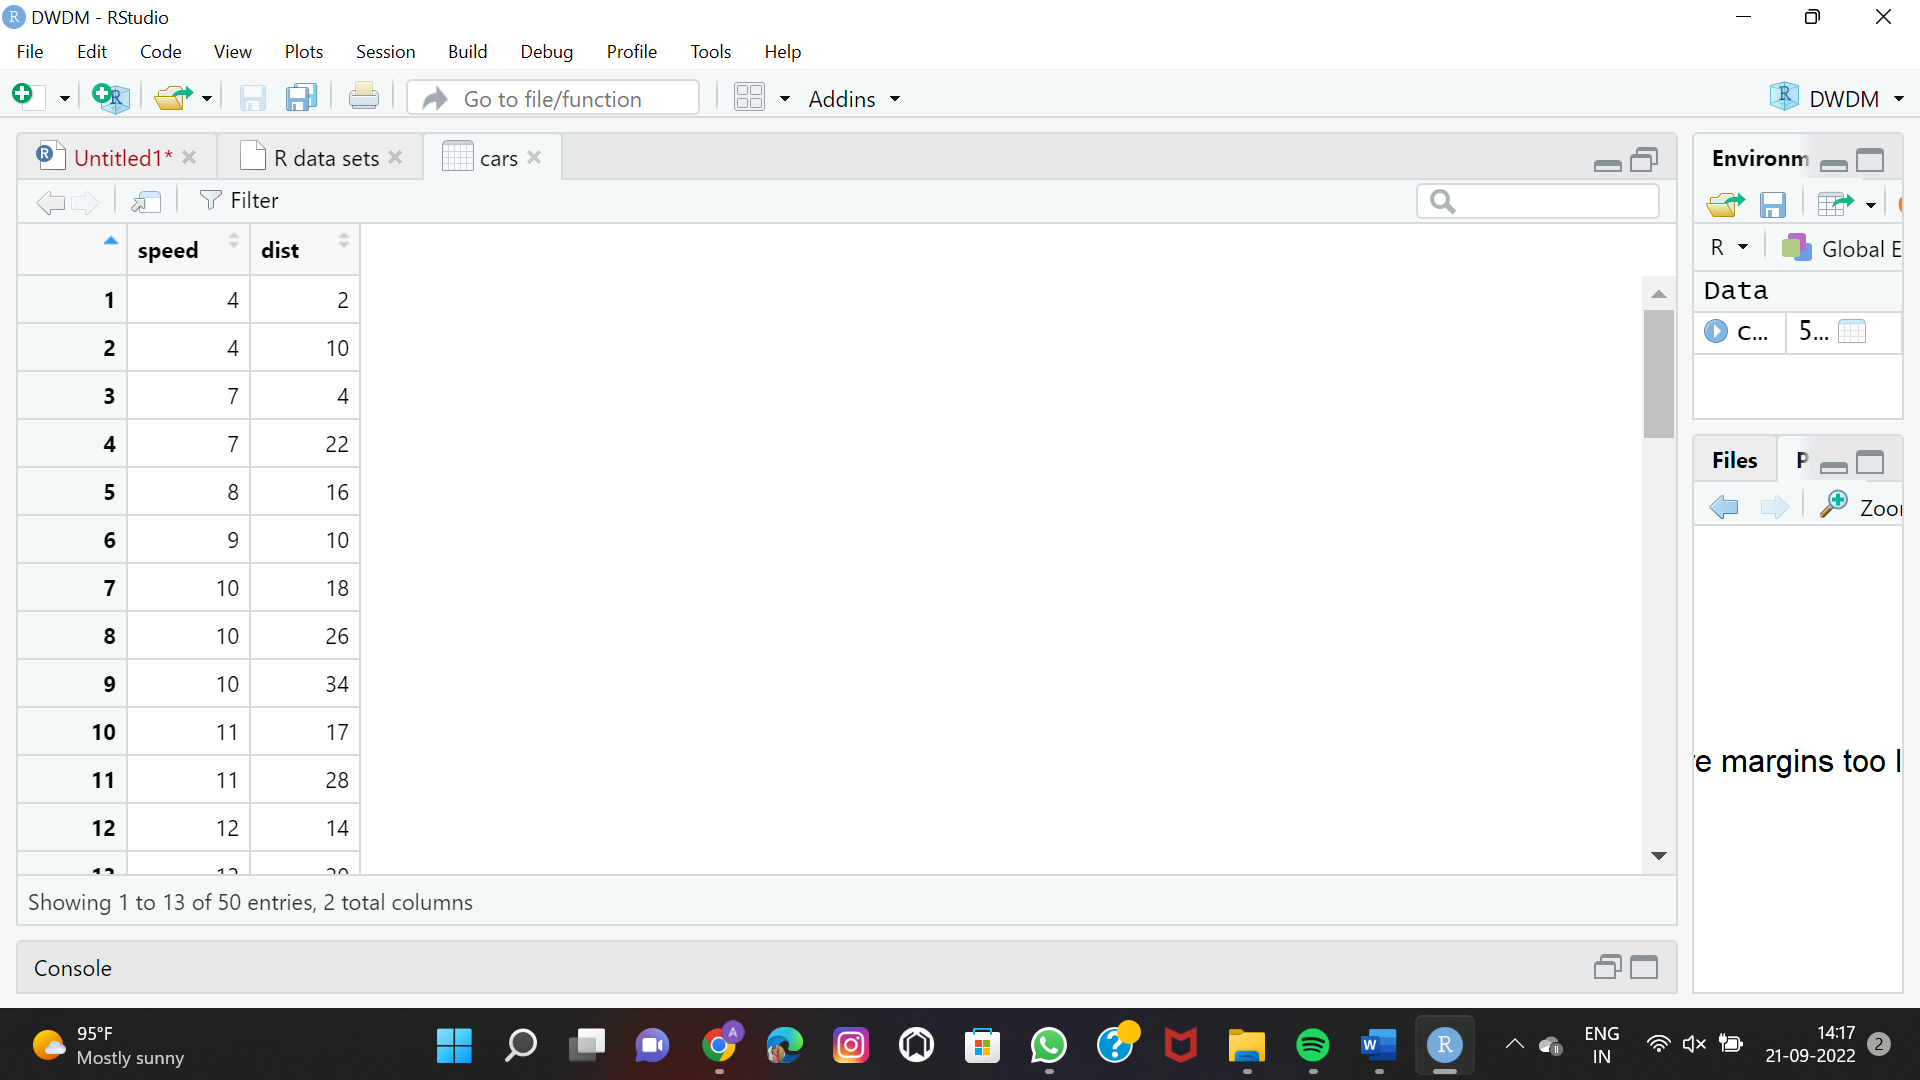 DWDM - RStudio
File Edit Code View Plots Session Build Debug Profile Tools Help
Go to file/function Addins DWDM
Untitled1* R data sets cars
Filter
speed dist
1 4 2
2 4 10
3 7 4
4 7 22
5 8 16
6 9 10
7 10 18
8 10 26
9 10 34
10 11 17
11 11 28
12 12 14
Showing 1 to 13 of 50 entries, 2 total columns
Console
Environm
R Global E
Data
c... 5...
Files P
Zoo
e margins too l
95°F
Mostly sunny
ENG
IN
14:17
21-09-2022
2